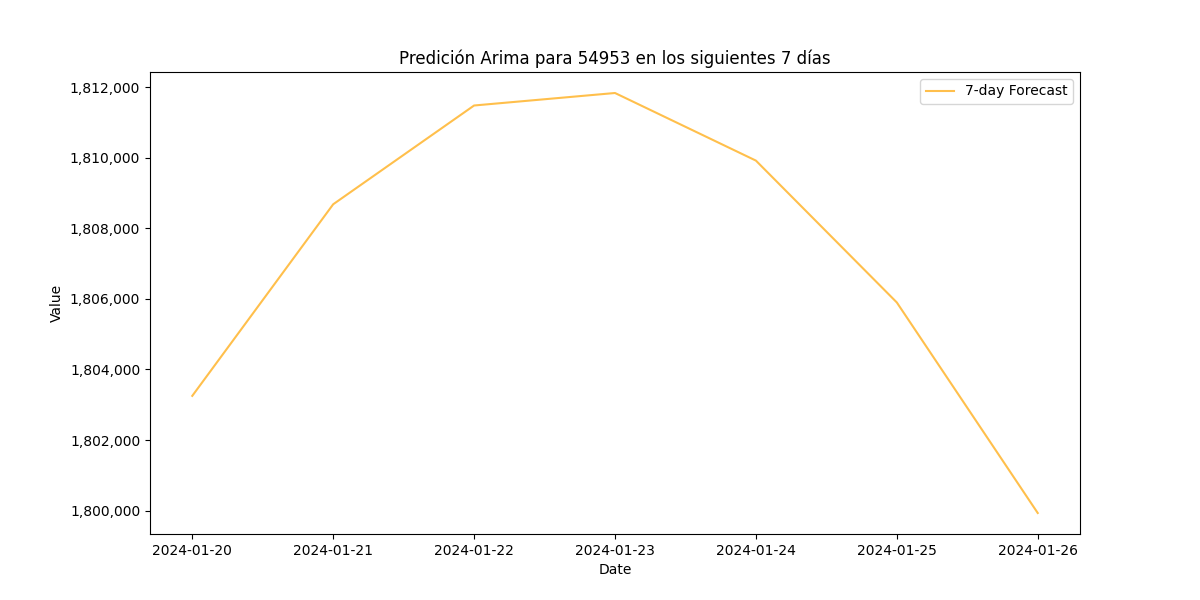 Predición Arima para 54953 en los siguientes 7 días
7-day Forecast
Value
1,812,000
1,810,000
1,808,000
1,806,000
1,804,000
1,802,000
1,800,000
2024-01-20 2024-01-21 2024-01-22 2024-01-23 2024-01-24 2024-01-25 2024-01-26
Date